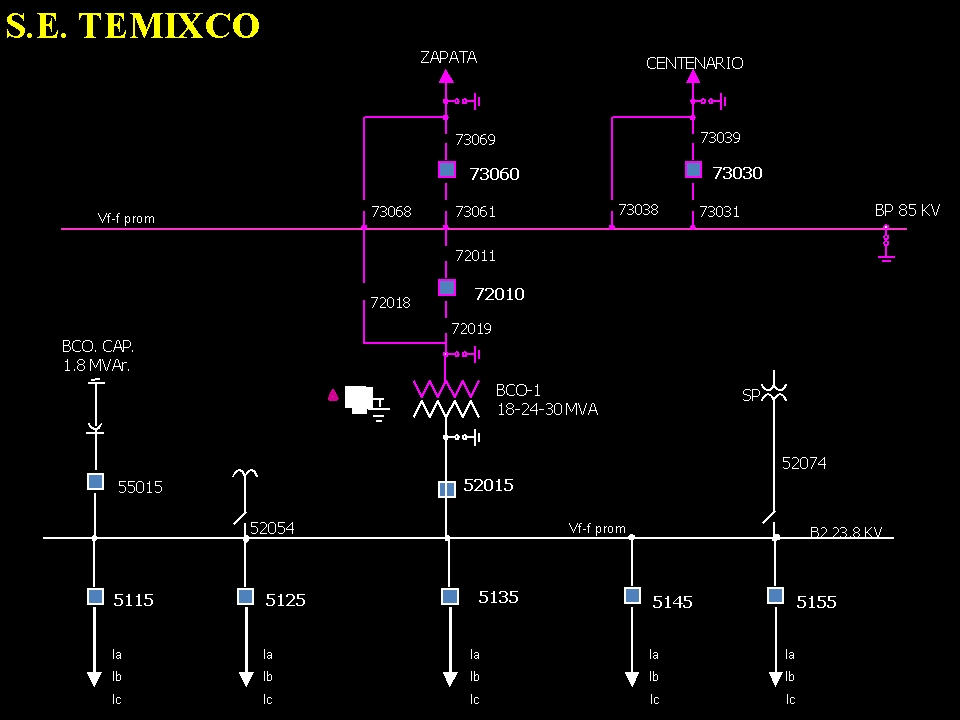 S.E. TEMIXCO
ZAPATA
CENTENARIO
73069
73039
73060
73030
73068
73061
73038
73031
BP 85 KV
Vf-f prom
72011
72010
72018
72019
BCO. CAP.
1.8 MVAr.
BCO-1
18-24-30 MVA
SP
52074
55015
52015
52054
Vf-f prom
B2 23.8 KV
5115
5125
5135
5145
5155
Ia Ia Ia Ia Ia
Ib Ib Ib Ib Ib
Ic Ic Ic Ic Ic